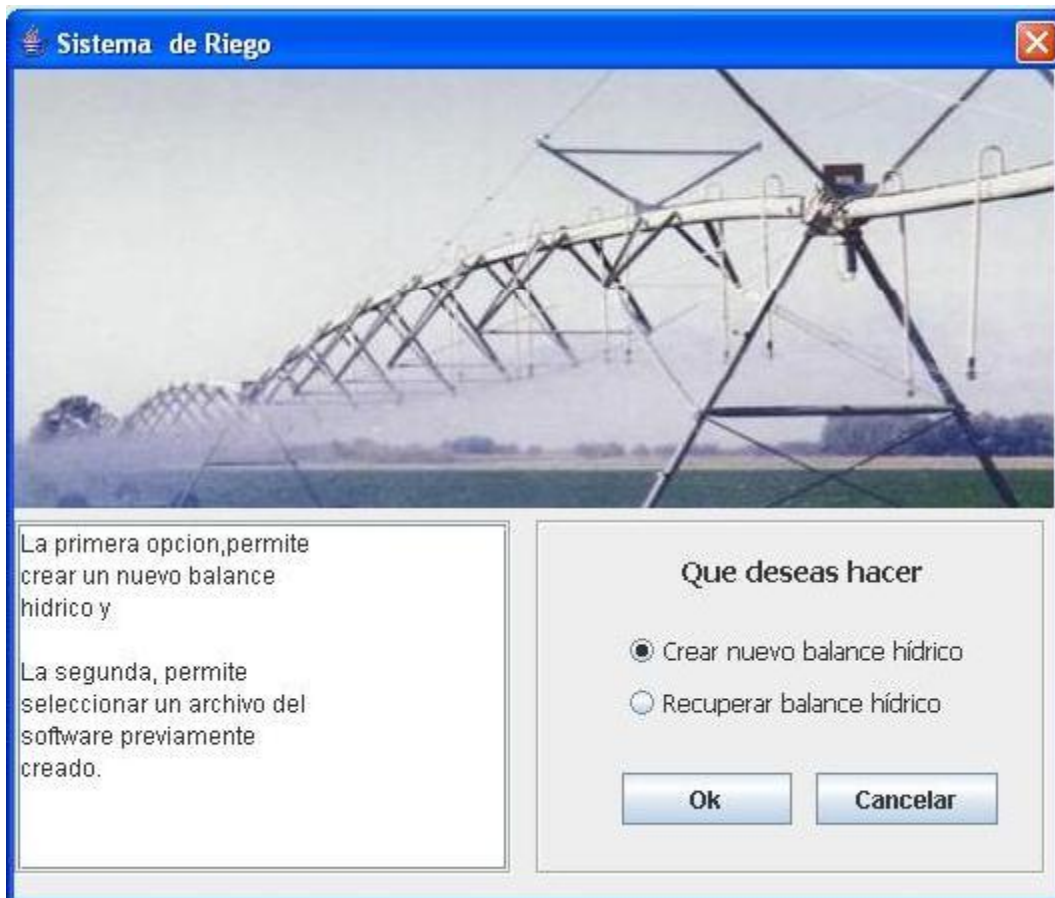 Sistema de Riego
La primera opcion,permite
crear un nuevo balance
hidrico y
La segunda, permite
seleccionar un archivo del
software previamente
creado.
Que deseas hacer
Crear nuevo balance hídrico
Recuperar balance hídrico
Ok
Cancelar